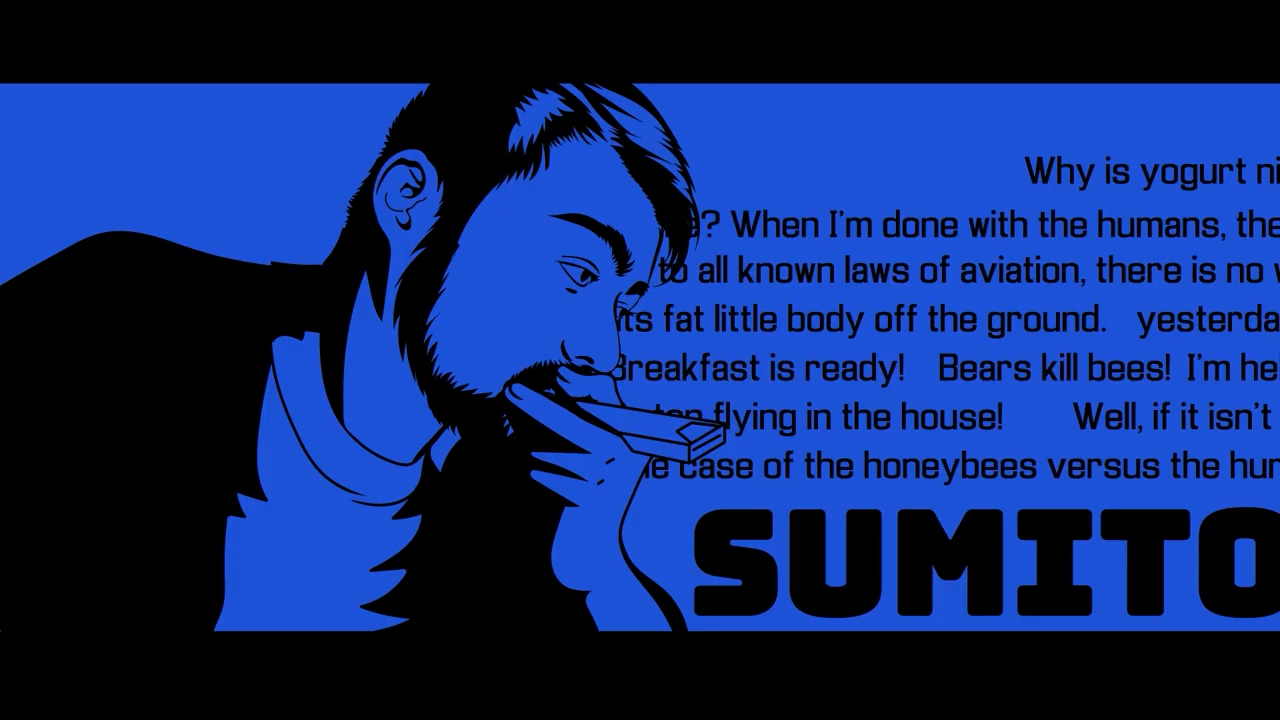 Why is yogurt ni
? When I'm done with the humans, the
to all known laws of aviation, there is no
its fat little body off the ground. yesterda
Breakfast is ready! Bears kill bees! I'm he
flying in the house! Well, if it isn't
case of the honeybees versus the hum
SUMITO